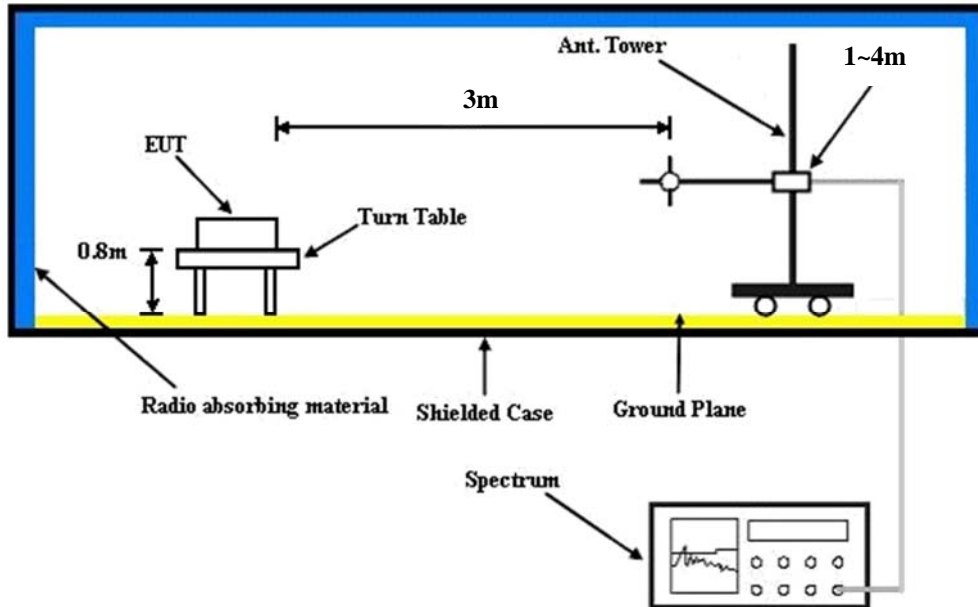 Ant. Tower
1~4m
3m
EUT
Turn Table
0.8m
Radio absorbing material
Shielded Case
Ground Plane
Spectrum